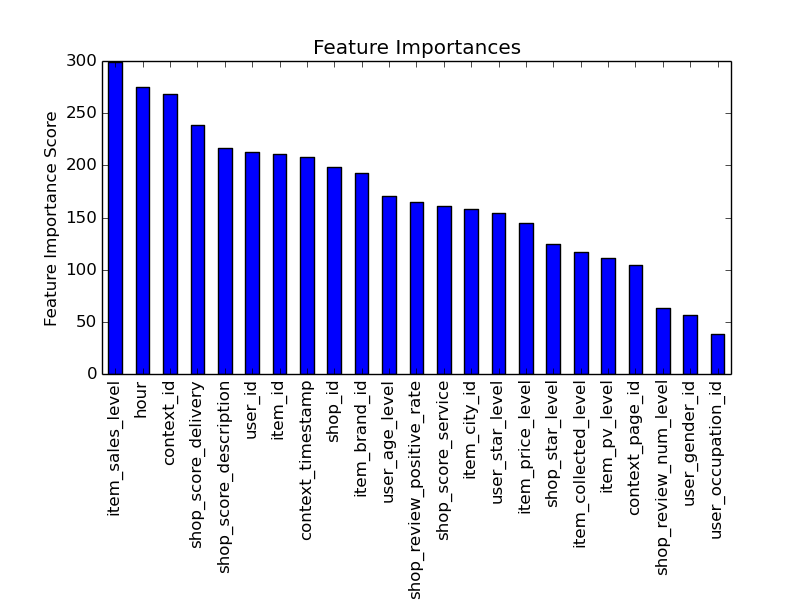 Feature Importances
Feature Importance Score
300
250
200
150
100
50
0
item_sales_level
hour
context_id
shop_score_delivery
shop_score_description
user_id
item_id
context_timestamp
shop_id
item_brand_id
user_age_level
shop_review_positive_rate
shop_score_service
item_city_id
user_star_level
item_price_level
shop_star_level
item_collected_level
item_pv_level
context_page_id
shop_review_num_level
user_gender_id
user_occupation_id